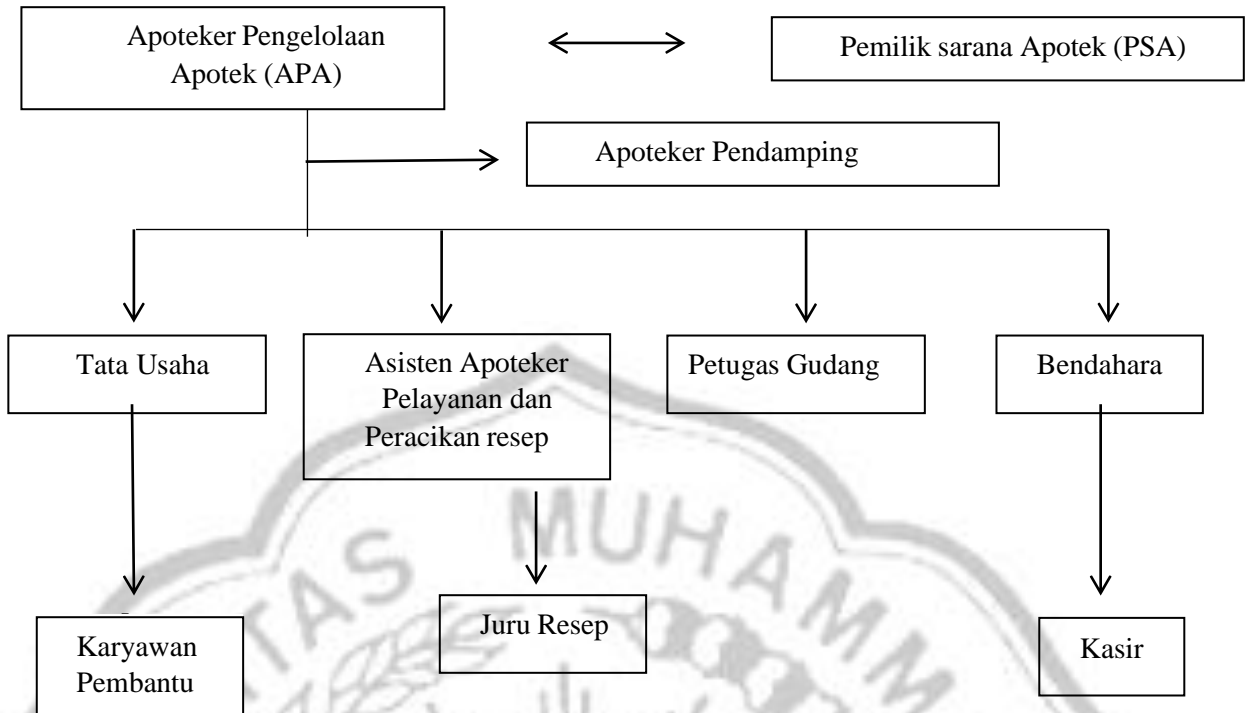 Apoteker Pengelolaan
Apotek (APA)
Pemilik sarana Apotek (PSA)
Apoteker Pendamping
Tata Usaha
Asisten Apoteker
Pelayanan dan
Peracikan resep
Petugas Gudang
Bendahara
Karyawan
Pembantu
Juru Resep
Kasir
TAS MUHAMM